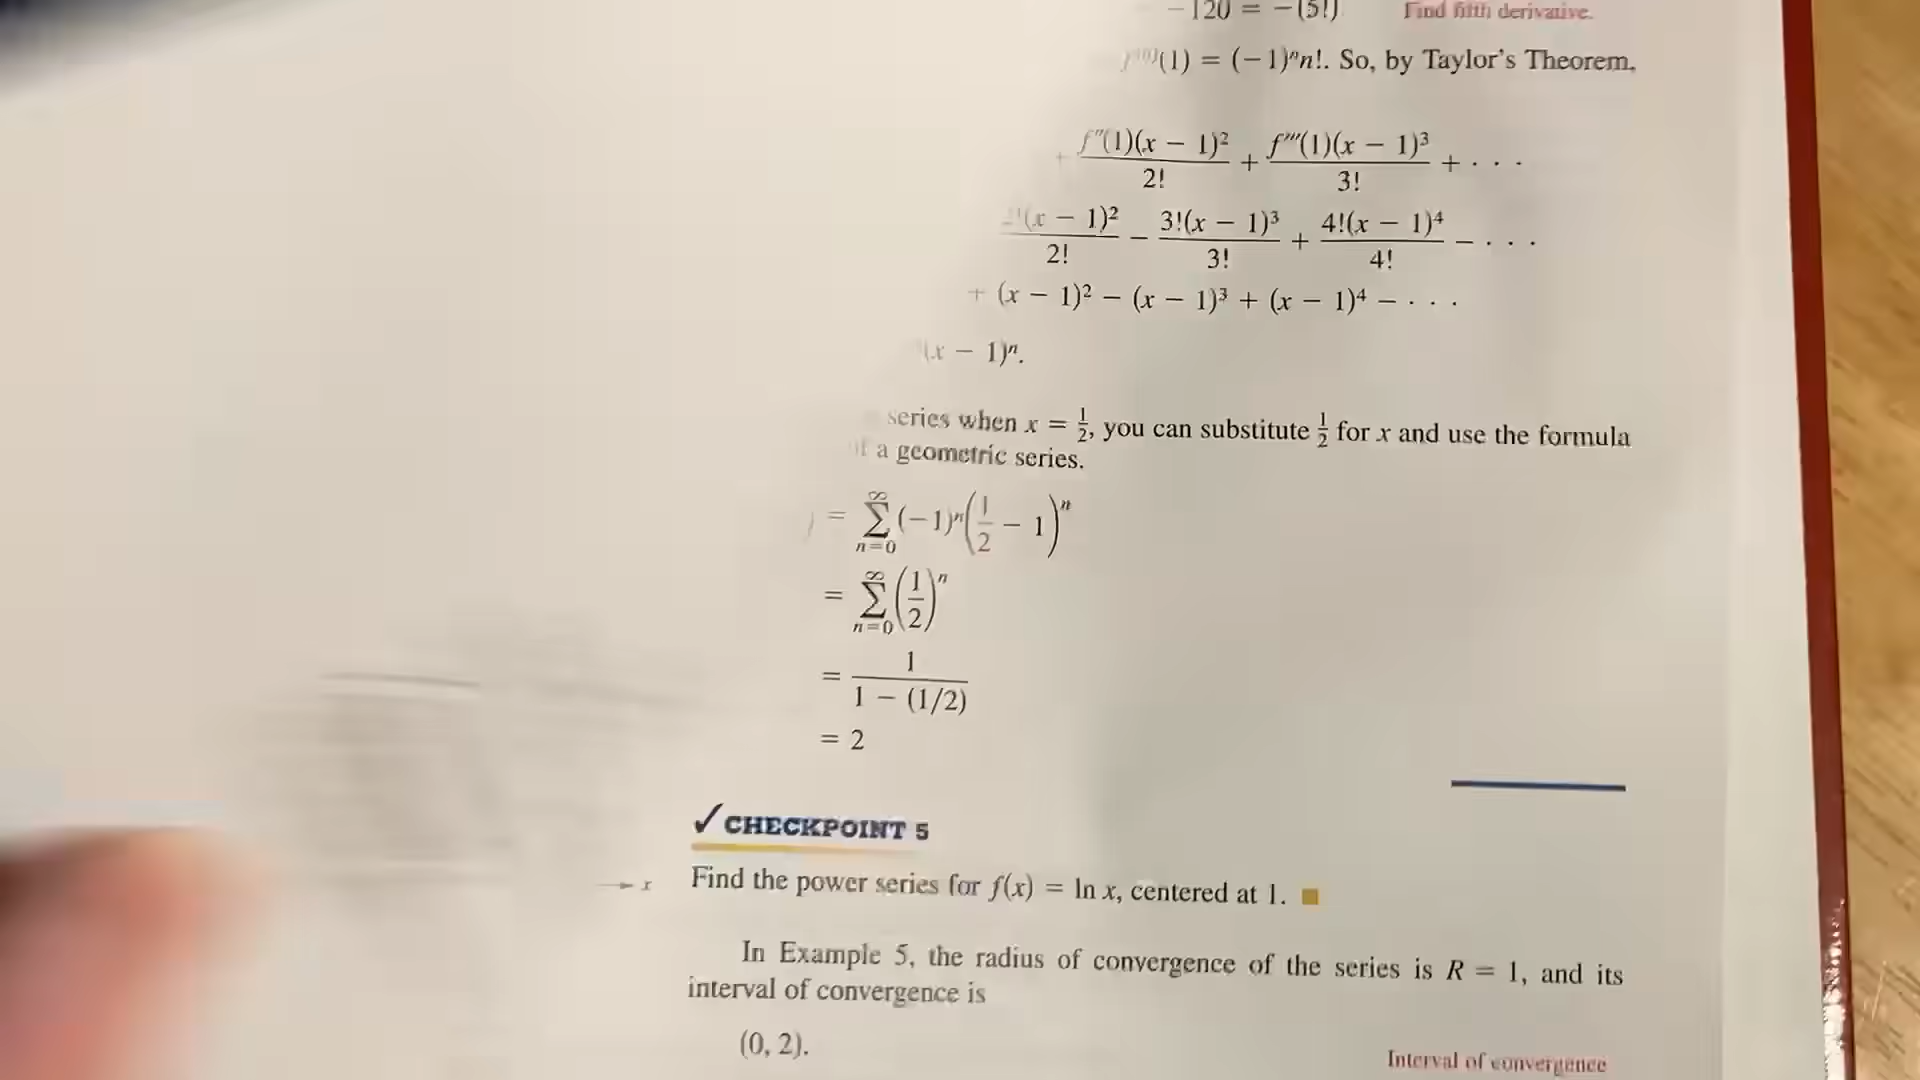 -120 = -(5!) Find fifth derivative.
f⁽ⁿ⁾(1) = (-1)ⁿn!. So, by Taylor's Theorem,
+ f″(1)(x - 1)²/2! + f‴(1)(x - 1)³/3! + · · ·
(x - 1)²/2! - 3!(x - 1)³/3! + 4!(x - 1)⁴/4! - · · ·
+ (x - 1)² - (x - 1)³ + (x - 1)⁴ - · · ·
(x - 1)ⁿ.
series when x = 1/2, you can substitute 1/2 for x and use the formula
a geometric series.
= ∑_{n=0}^{∞} (-1)ⁿ(1/2 - 1)ⁿ
= ∑_{n=0}^{∞} (1/2)ⁿ
= 1/(1 - (1/2))
= 2
✓ CHECKPOINT 5
x
Find the power series for f(x) = ln x, centered at 1. ■
In Example 5, the radius of convergence of the series is R = 1, and its
interval of convergence is
(0, 2).
Interval of convergence